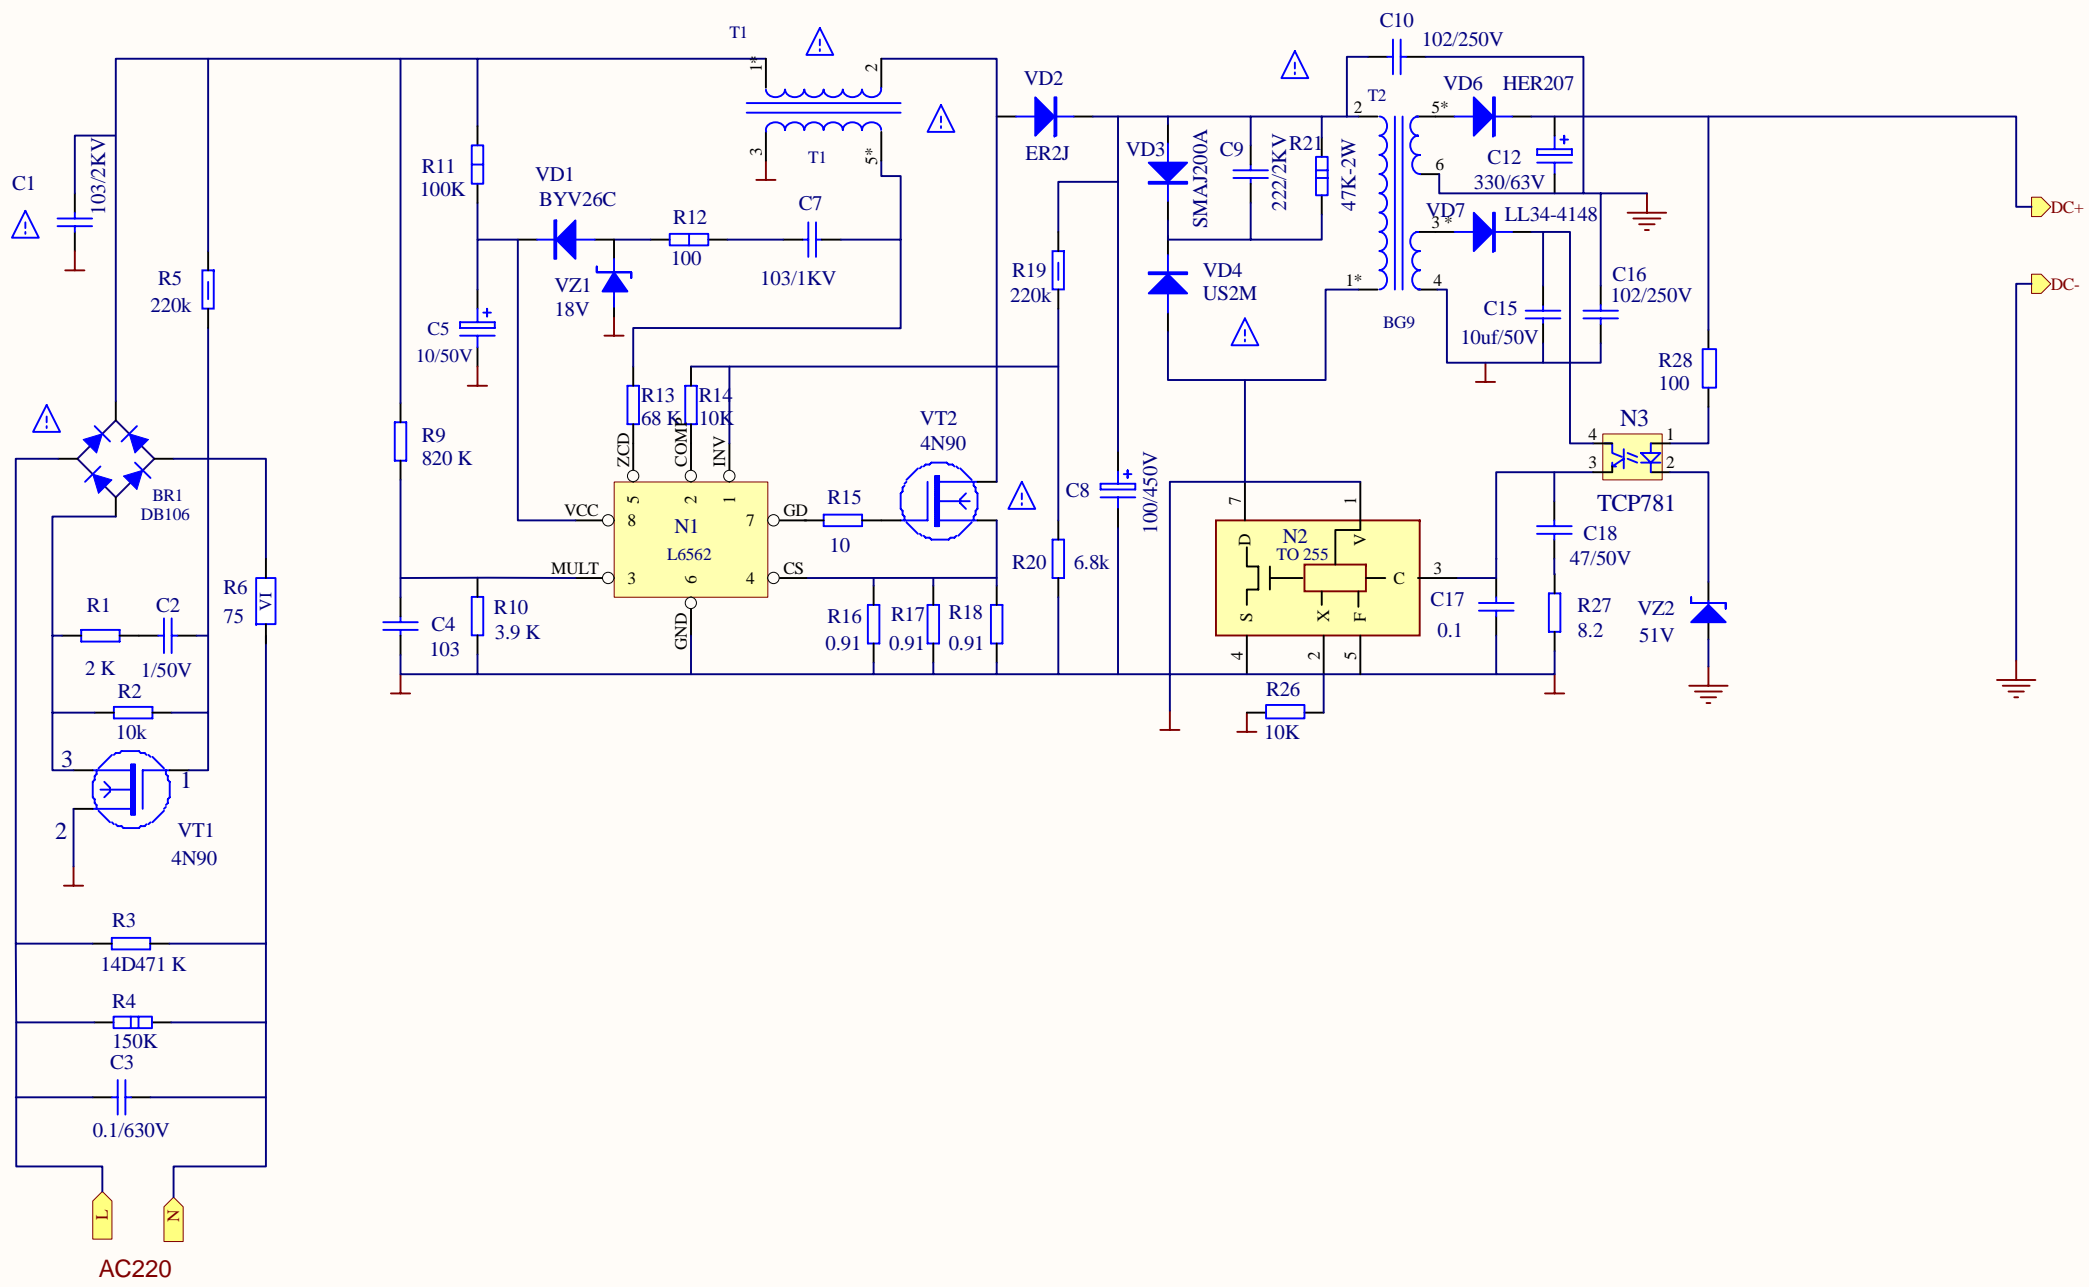 T1
1*
2
T1
3
5*
C1
103/2KV
R5
220k
R11
100K
VD1
BYV26C
VZ1
18V
R12
100
C7
103/1KV
C5
10/50V
+
R9
820 K
R13
68 K
R14
10K
ZCD
COMP
INV
5
2
1
VCC
8
N1
L6562
7
GD
MULT
3
6
4
CS
GND
R15
10
VT2
4N90
C4
103
R10
3.9 K
R16
0.91
R17
0.91
R18
0.91
VD2
ER2J
R19
220k
R20
6.8k
C8
100/450V
+
VD3
SMAJ200A
C9
222/2KV
R21
47K-2W
VD4
US2M
C10
102/250V
T2
2
1*
5*
6
3*
4
BG9
VD6
HER207
C12
330/63V
+
VD7
LL34-4148
C15
10uf/50V
C16
102/250V
R28
100
N3
4
3
1
2
TCP781
DC+
DC-
7
1
D
N2
TO 255
V
C
3
S
X
F
4
2
5
R26
10K
C17
0.1
C18
47/50V
R27
8.2
VZ2
51V
BR1
DB106
R6
75
VI
R1
2 K
C2
1/50V
R2
10k
3
1
2
VT1
4N90
R3
14D471 K
R4
150K
C3
0.1/630V
L
N
AC220